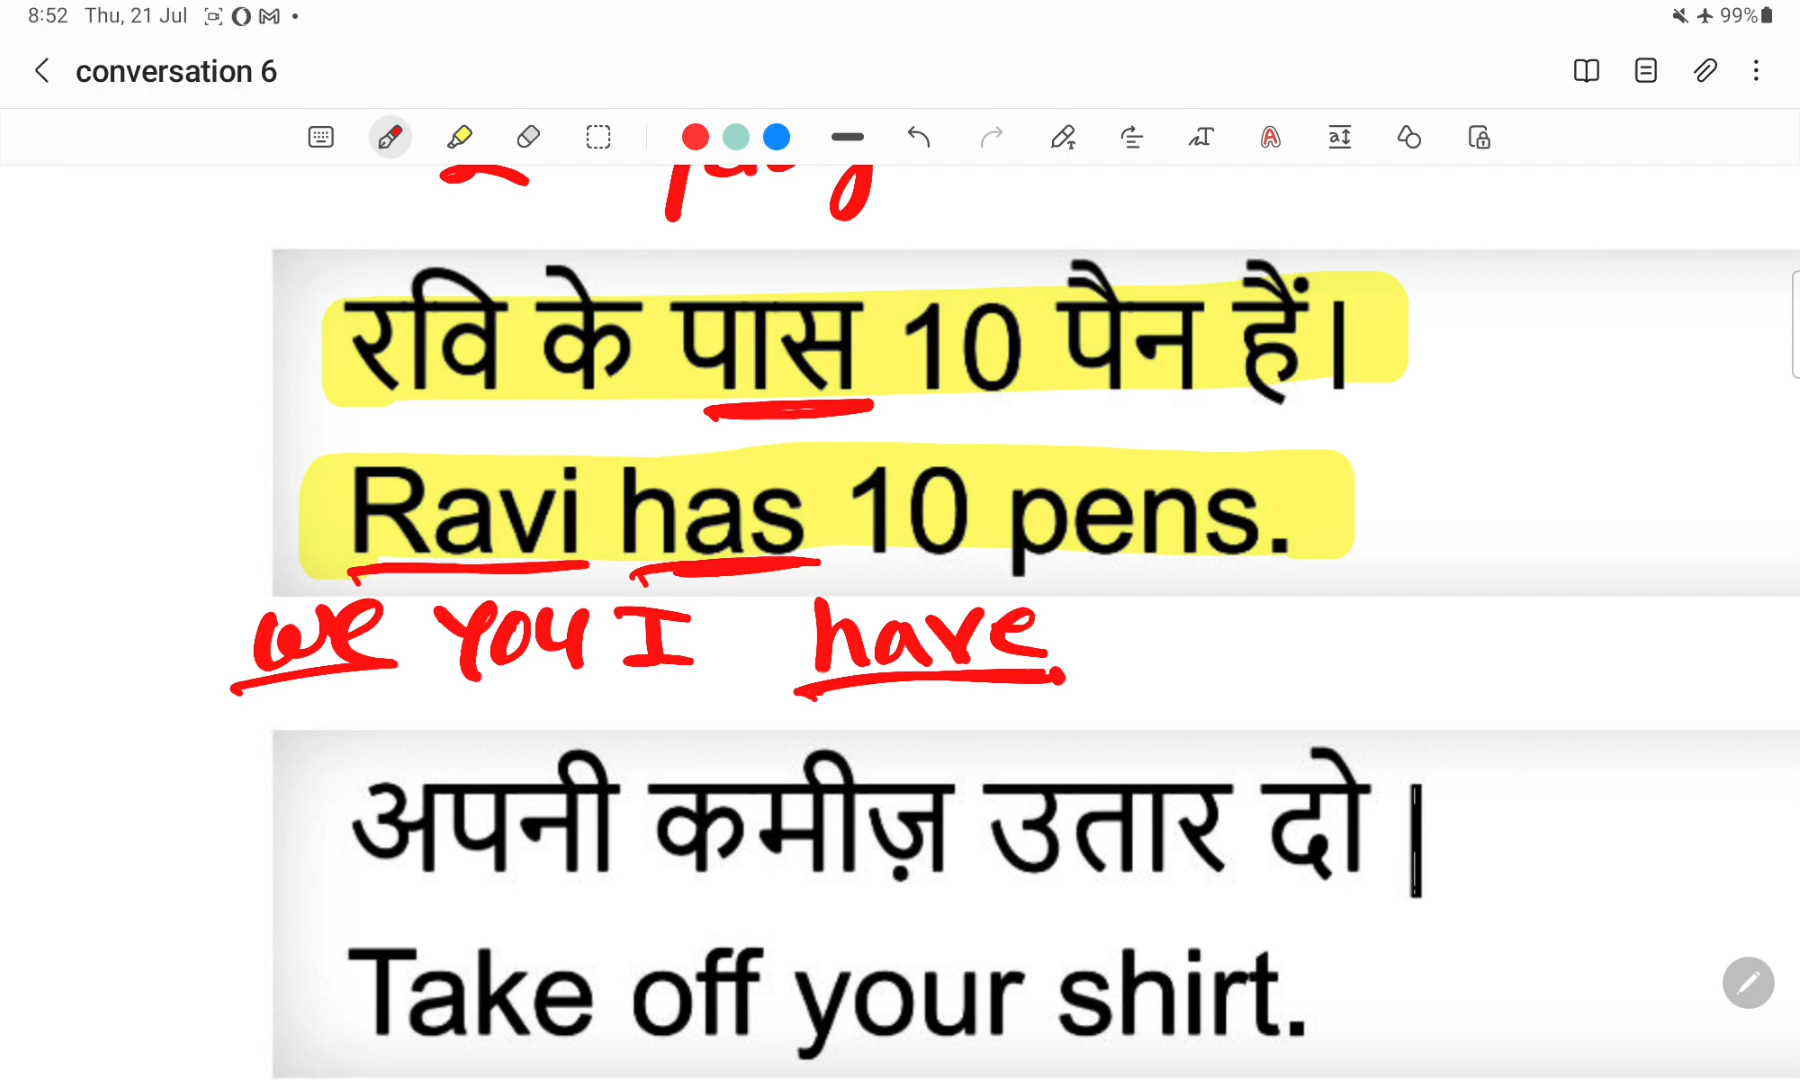 8:52 Thu, 21 Jul 99%
conversation 6
रवि के पास 10 पैन हैं।
Ravi has 10 pens.
we You I have
अपनी कमीज़ उतार दो |
Take off your shirt.